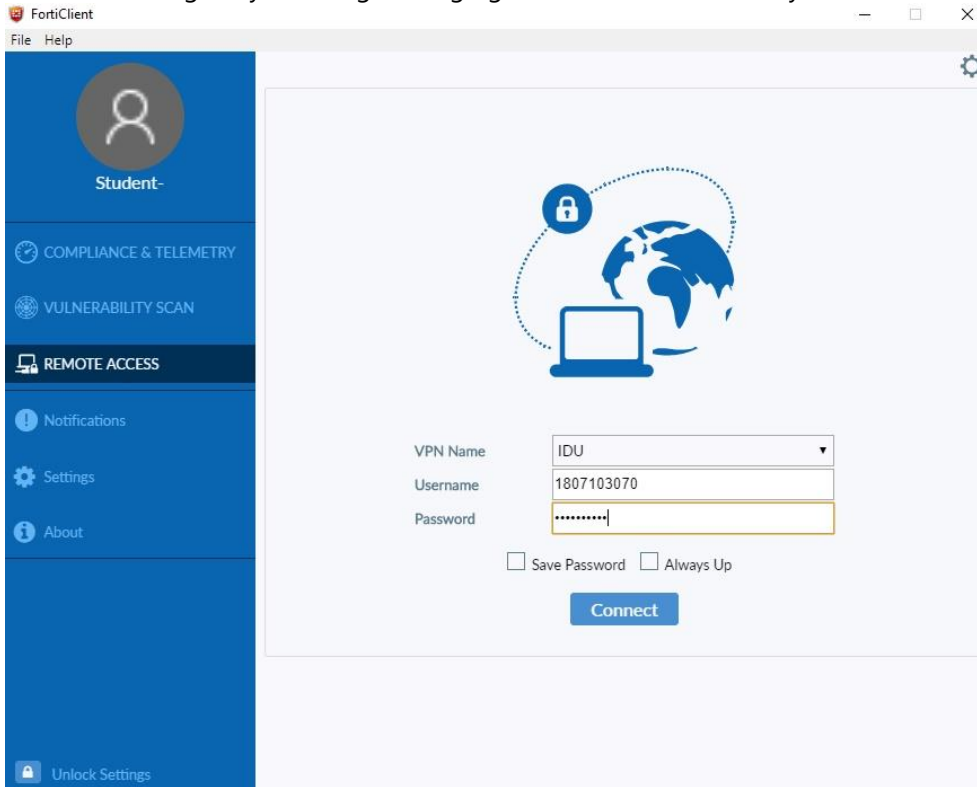 FortiClient
File Help
Student-
COMPLIANCE & TELEMETRY
VULNERABILITY SCAN
REMOTE ACCESS
Notifications
Settings
About
Unlock Settings
VPN Name IDU
Username 1807103070
Password ••••••••••
Save Password Always Up
Connect